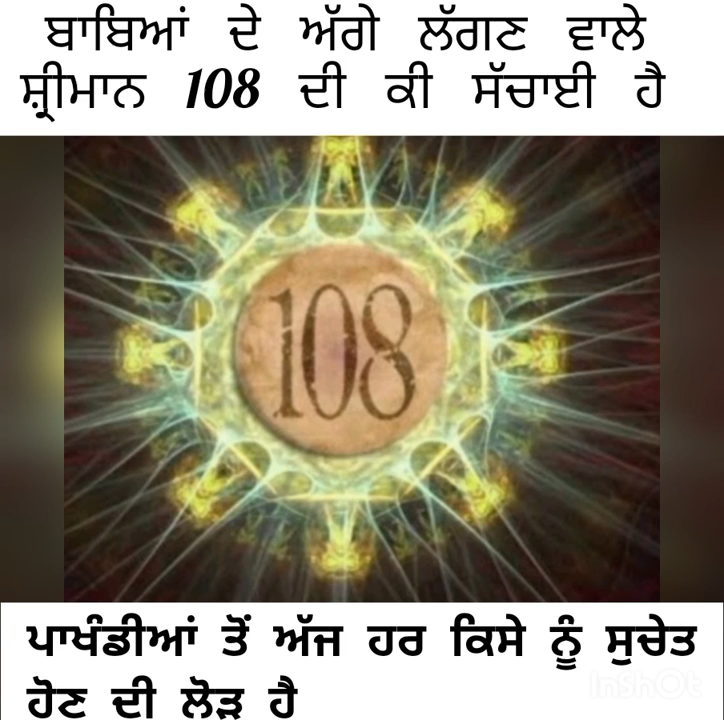 ਬਾਬਿਆਂ ਦੇ ਅੱਗੇ ਲੱਗਣ ਵਾਲੇ
ਸ਼੍ਰੀਮਾਨ 108 ਦੀ ਕੀ ਸੱਚਾਈ ਹੈ
108
ਪਾਖੰਡੀਆਂ ਤੋਂ ਅੱਜ ਹਰ ਕਿਸੇ ਨੂੰ ਸੁਚੇਤ
ਹੋਣ ਦੀ ਲੋੜ ਹੈ
InShOt